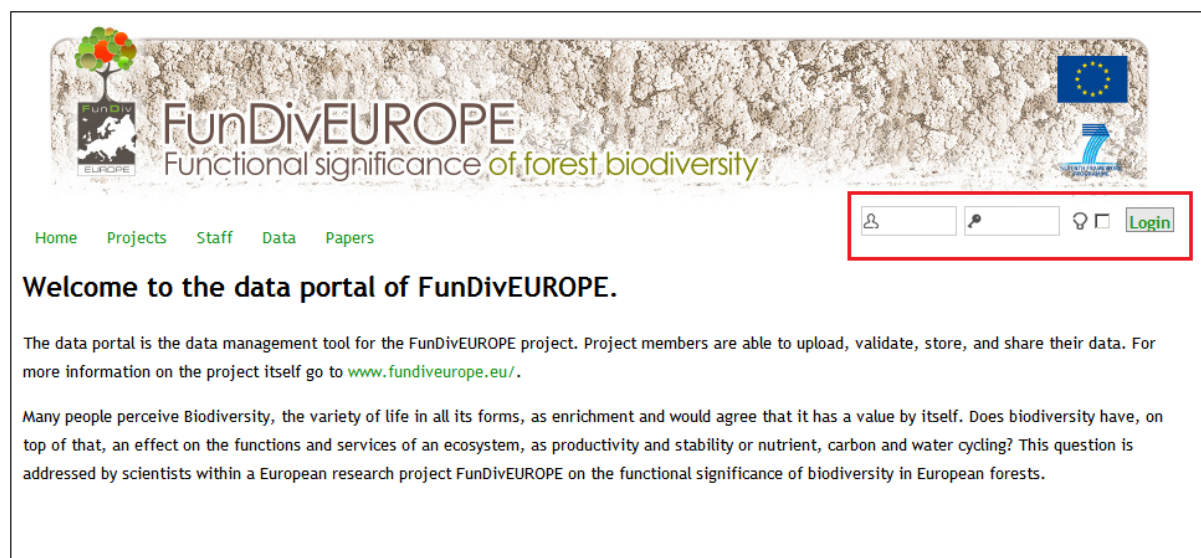 FunDiv
EUROPE
FunDivEUROPE
Functional significance of forest biodiversity
7
SEVENTH FRAMEWORK
PROGRAMME
Login
Home Projects Staff Data Papers
Welcome to the data portal of FunDivEUROPE.
The data portal is the data management tool for the FunDivEUROPE project. Project members are able to upload, validate, store, and share their data. For
more information on the project itself go to www.fundiveurope.eu/.
Many people perceive Biodiversity, the variety of life in all its forms, as enrichment and would agree that it has a value by itself. Does biodiversity have, on
top of that, an effect on the functions and services of an ecosystem, as productivity and stability or nutrient, carbon and water cycling? This question is
addressed by scientists within a European research project FunDivEUROPE on the functional significance of biodiversity in European forests.